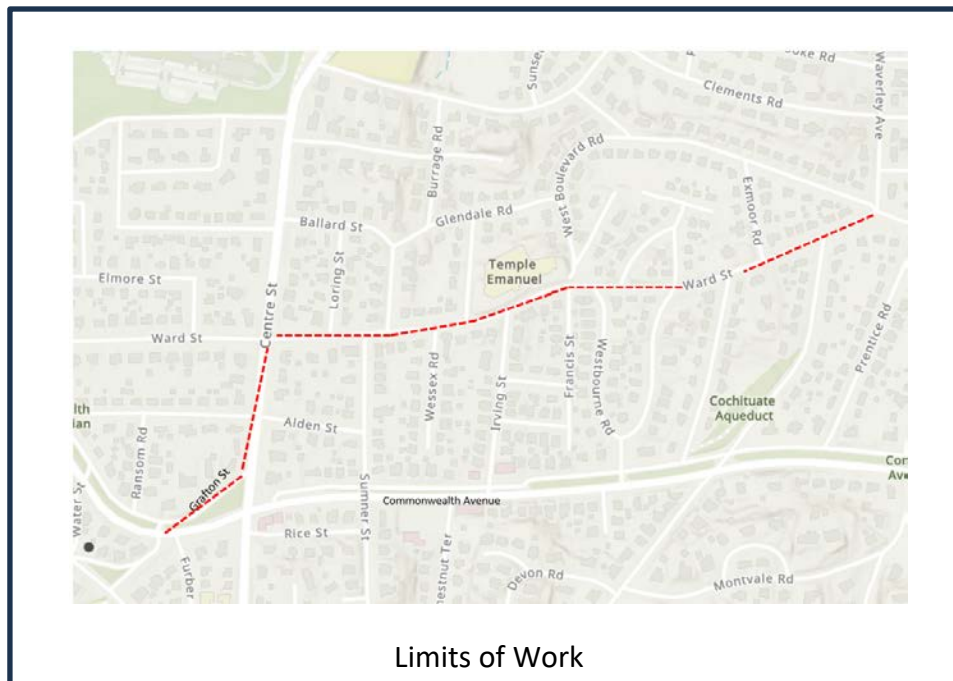 Sunset
Clements Rd
Waverley Ave
Burrage Rd
West Boulevard Rd
Exmoor Rd
Glendale Rd
Ballard St
Loring St
Temple
Emanuel
Elmore St
Ward St
Centre St
Ward St
Prentice Rd
Wessex Rd
Irving St
Francis St
Westbourne Rd
Cochituate
Aqueduct
Alden St
Ransom Rd
Grafton St
Summer St
Commonwealth Avenue
Water St
Rice St
Furber
Devon Rd
Montvale Rd
Limits of Work